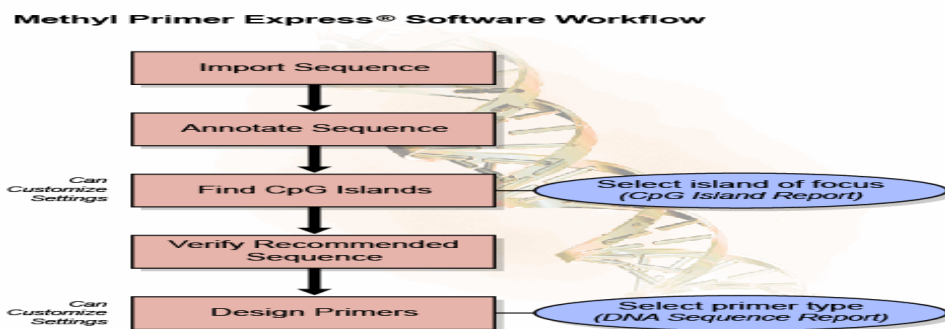 Methyl Primer Express® Software Workflow
Import Sequence
Annotate Sequence
Can
Customize
Settings
Find CpG Islands
Select island of focus
(CpG Island Report)
Verify Recommended
Sequence
Can
Customize
Settings
Design Primers
Select primer type
(DNA Sequence Report)